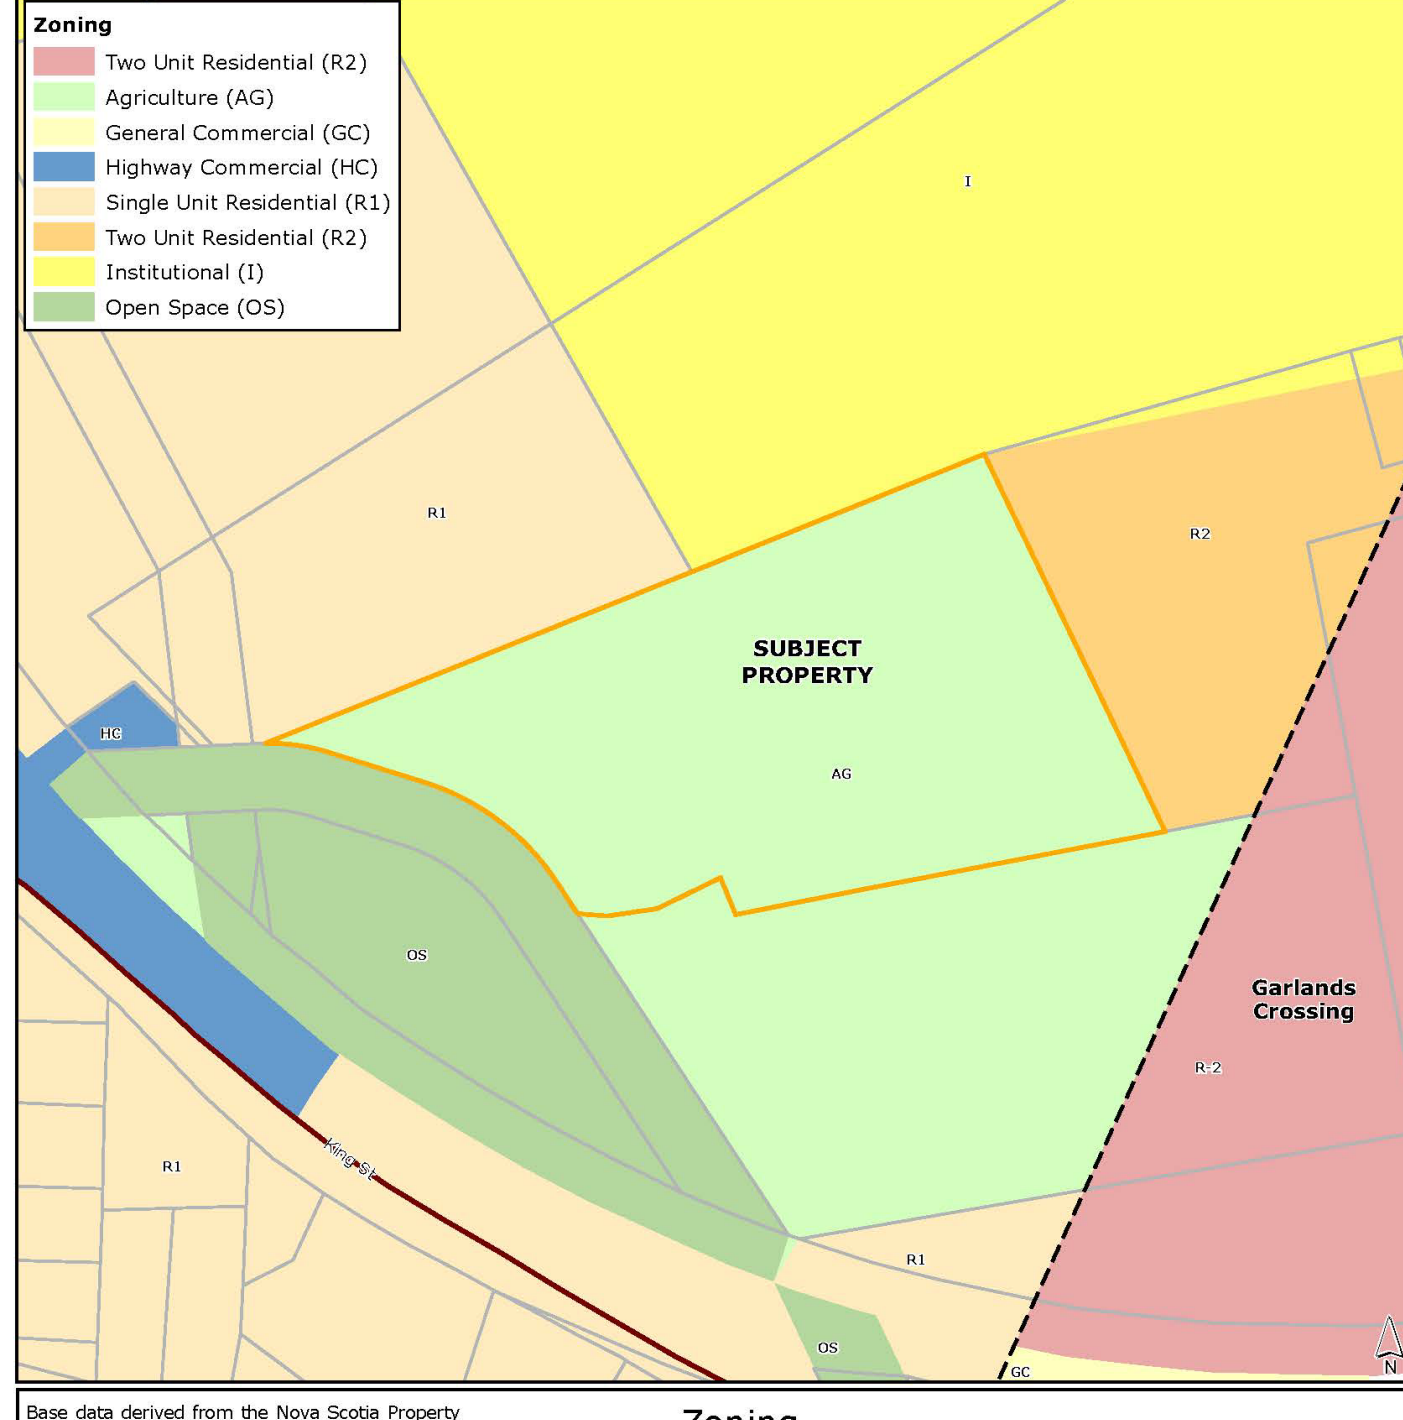 Zoning
Two Unit Residential (R2)
Agriculture (AG)
General Commercial (GC)
Highway Commercial (HC)
Single Unit Residential (R1)
Two Unit Residential (R2)
Institutional (I)
Open Space (OS)
I
R1
R2
SUBJECT
PROPERTY
HC
AG
OS
Garlands
Crossing
R-2
King St
R1
R1
OS
GC
N
Base data derived from the Nova Scotia Property
Zoning